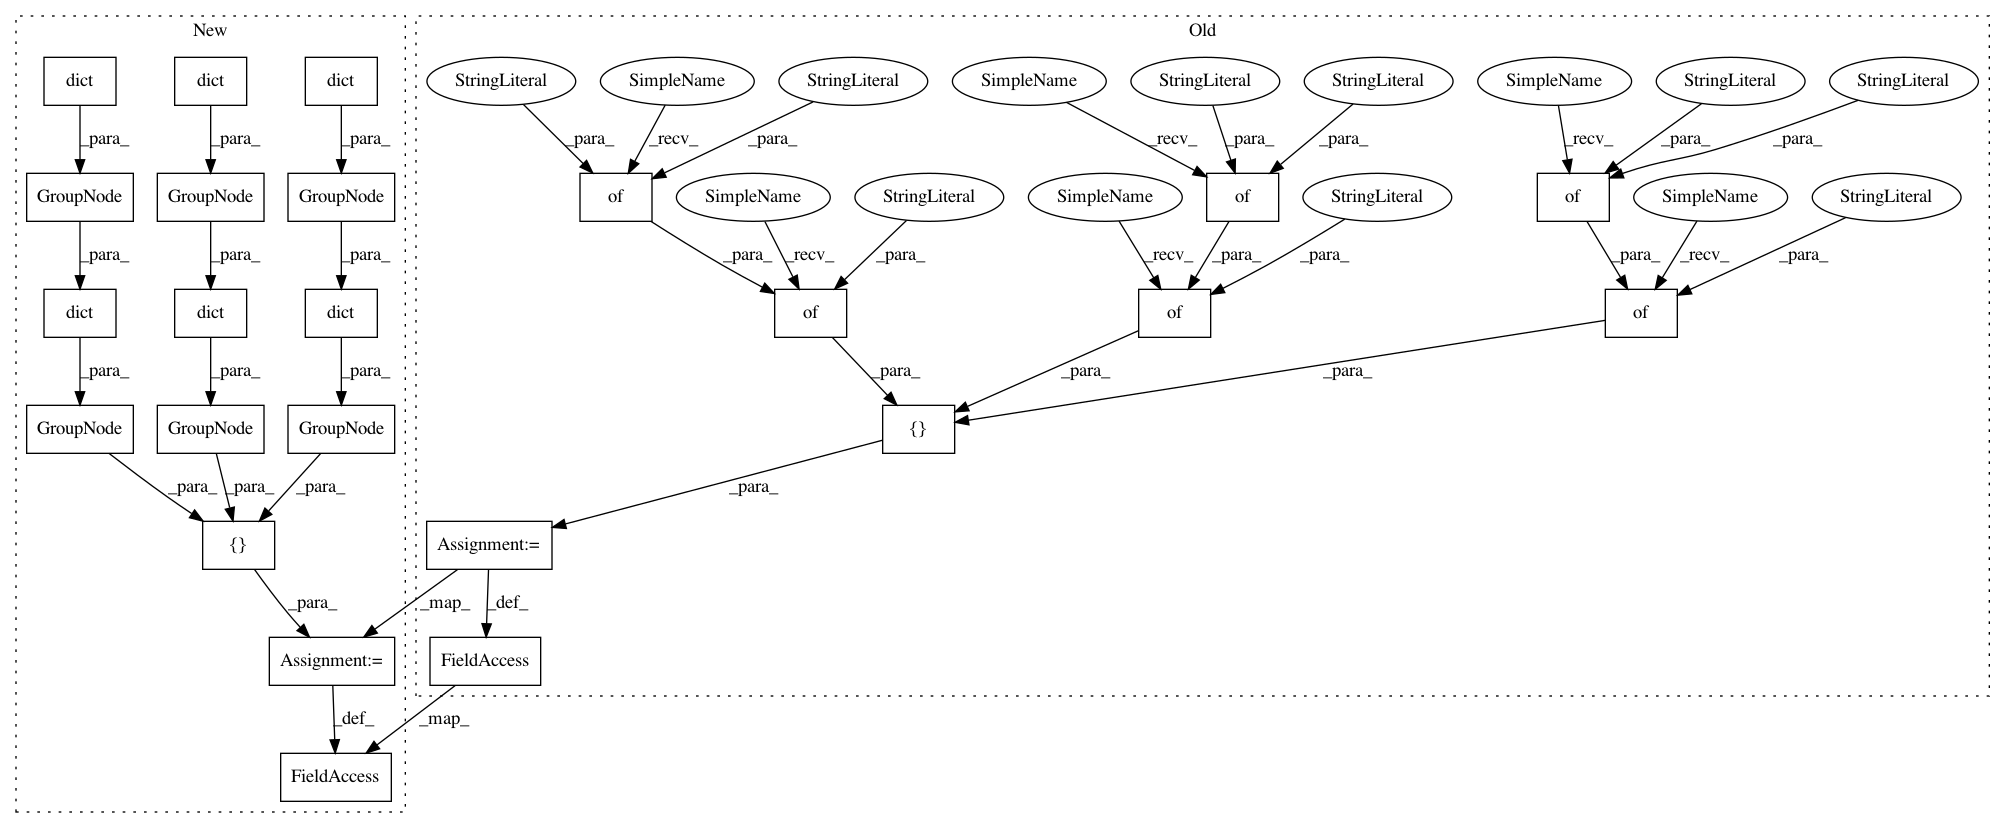 New
Old
dict
dict
dict
StringLiteral
SimpleName
StringLiteral
SimpleName
StringLiteral
StringLiteral
SimpleName
StringLiteral
StringLiteral
_para_
_para_
_para_
_para_
_recv_
_para_
_recv_
_para_
_para_
_recv_
_para_
_para_
GroupNode
GroupNode
GroupNode
of
SimpleName
StringLiteral
SimpleName
of
StringLiteral
of
SimpleName
StringLiteral
_para_
_para_
_para_
_para_
_recv_
_para_
_recv_
_para_
_para_
_para_
_recv_
_para_
dict
dict
dict
of
of
of
_para_
_para_
_para_
_para_
_para_
_para_
GroupNode
GroupNode
GroupNode
{}
_para_
_para_
_para_
_para_
{}
Assignment:=
_para_
_map_
_def_
Assignment:=
FieldAccess
_def_
_map_
FieldAccess